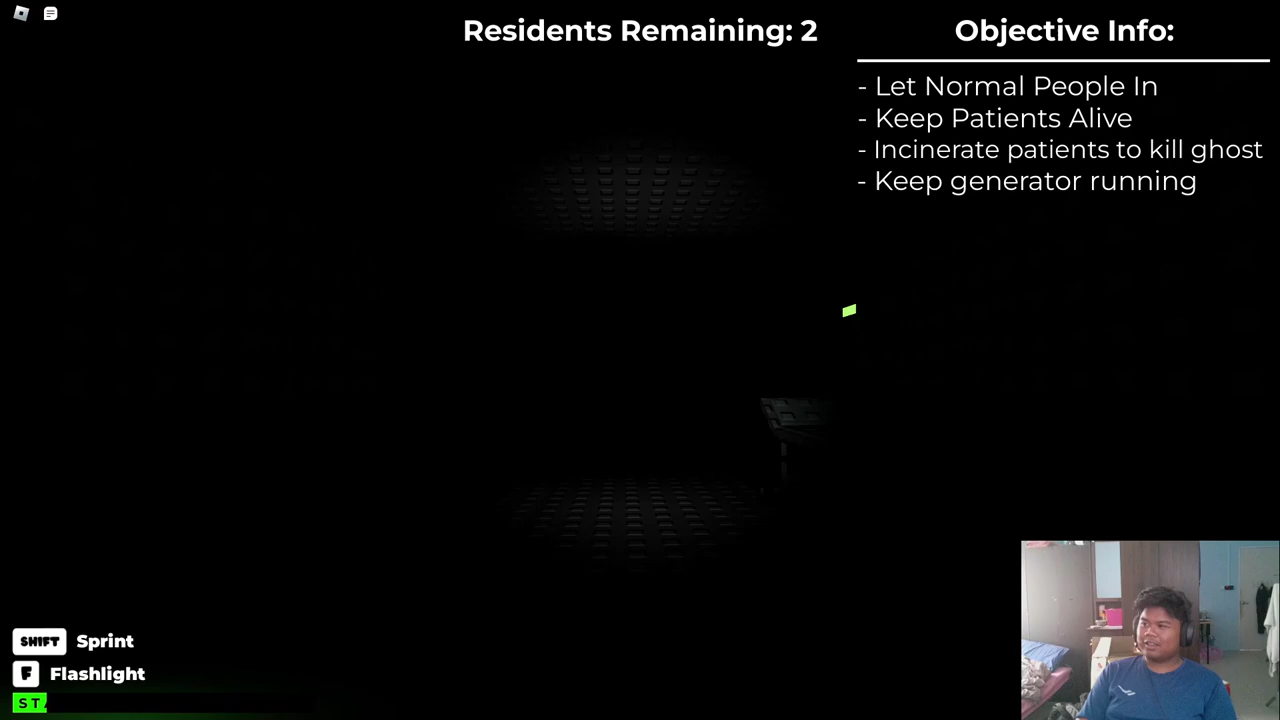 Residents Remaining: 2
Objective Info:
- Let Normal People In
- Keep Patients Alive
- Incinerate patients to kill ghost
- Keep generator running
SHIFT Sprint
F Flashlight
ST